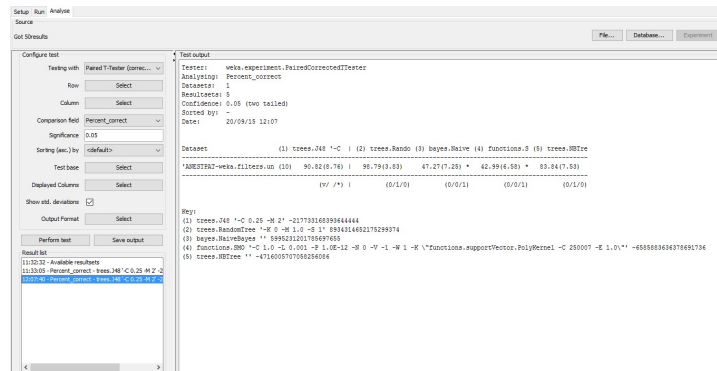 Setup Run Analyse
Source
Got 50results
File... Database... Experiment
Configure test
Testing with Paired T-Tester (correc...
Row Select
Column Select
Comparison field Percent_correct
Significance 0.05
Sorting (asc.) by <default>
Test base Select
Displayed Columns Select
Show std. deviations
Output Format Select
Perform test Save output
Result list
11:32:32 - Available resultsets
11:33:05 - Percent_correct - trees.J48 '-C 0.25 -M 2' -2
12:07:40 - Percent_correct - trees.J48 '-C 0.25 -M 2' -2
Test output
Tester: weka.experiment.PairedCorrectedTTester
Analysing: Percent_correct
Datasets: 1
Resultsets: 5
Confidence: 0.05 (two tailed)
Sorted by: -
Date: 20/09/15 12:07
Dataset (1) trees.J48 '-C | (2) trees.Rando (3) bayes.Naive (4) functions.S (5) trees.NBTre
'ANESTPAT-weka.filters.un (10) 90.82(8.76) | 98.79(3.83) 47.27(7.25) * 42.99(6.58) * 83.84(7.53)
(v/ /*) | (0/1/0) (0/0/1) (0/0/1) (0/1/0)
Key:
(1) trees.J48 '-C 0.25 -M 2' -217733168393644444
(2) trees.RandomTree '-K 0 -M 1.0 -S 1' 8934314652175299374
(3) bayes.NaiveBayes '' 5995231201785697655
(4) functions.SMO '-C 1.0 -L 0.001 -P 1.0E-12 -N 0 -V -1 -W 1 -K \"functions.supportVector.PolyKernel -C 250007 -E 1.0\"' -6585883636378691736
(5) trees.NBTree '' -4716005707058256086